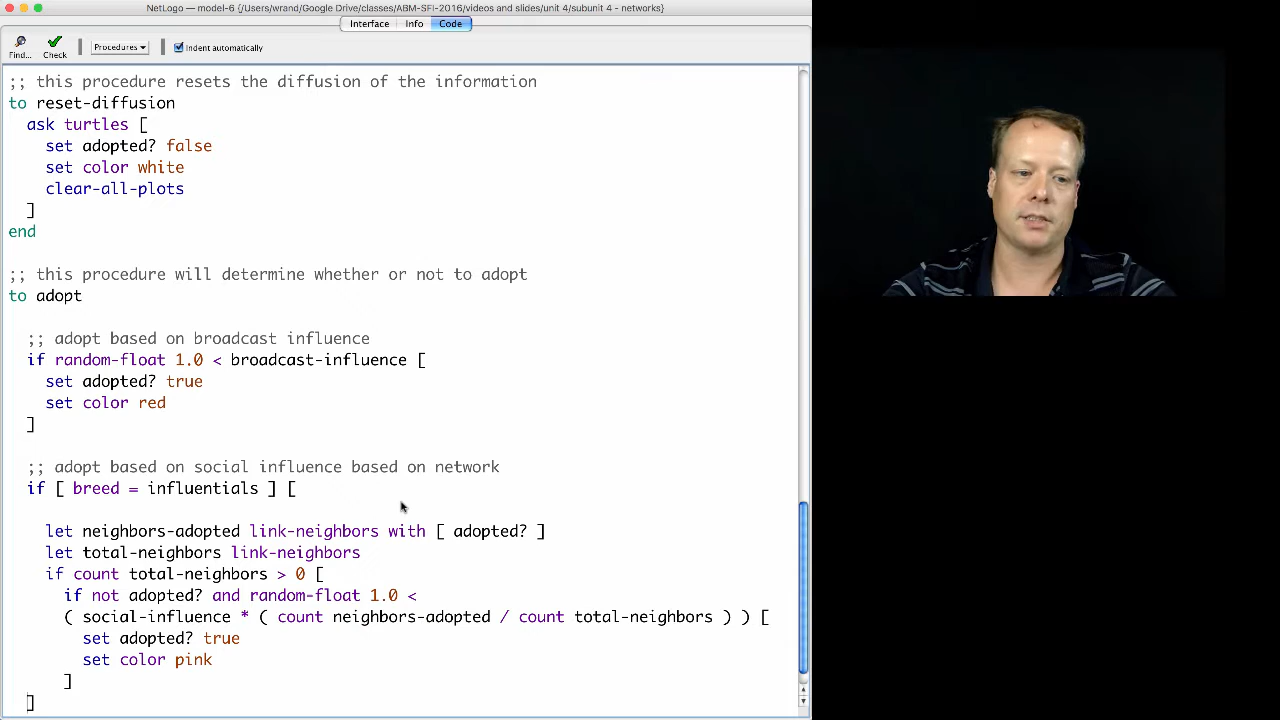 NetLogo — model-6 {/Users/wrand/Google Drive/classes/ABM-SFI-2016/videos and slides/unit 4/subunit 4 - networks}
Interface Info Code
Find... Check Procedures Indent automatically
;; this procedure resets the diffusion of the information
to reset-diffusion
ask turtles [
set adopted? false
set color white
clear-all-plots
]
end
;; this procedure will determine whether or not to adopt
to adopt
;; adopt based on broadcast influence
if random-float 1.0 < broadcast-influence [
set adopted? true
set color red
]
;; adopt based on social influence based on network
if [ breed = influentials ] [
let neighbors-adopted link-neighbors with [ adopted? ]
let total-neighbors link-neighbors
if count total-neighbors > 0 [
if not adopted? and random-float 1.0 <
( social-influence * ( count neighbors-adopted / count total-neighbors ) ) [
set adopted? true
set color pink
]
]